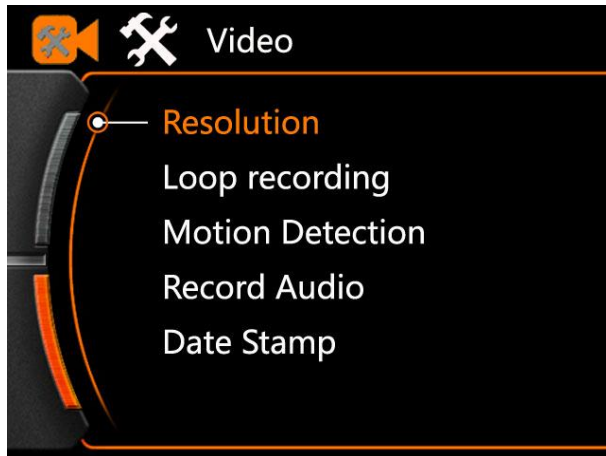 Video
Resolution
Loop recording
Motion Detection
Record Audio
Date Stamp